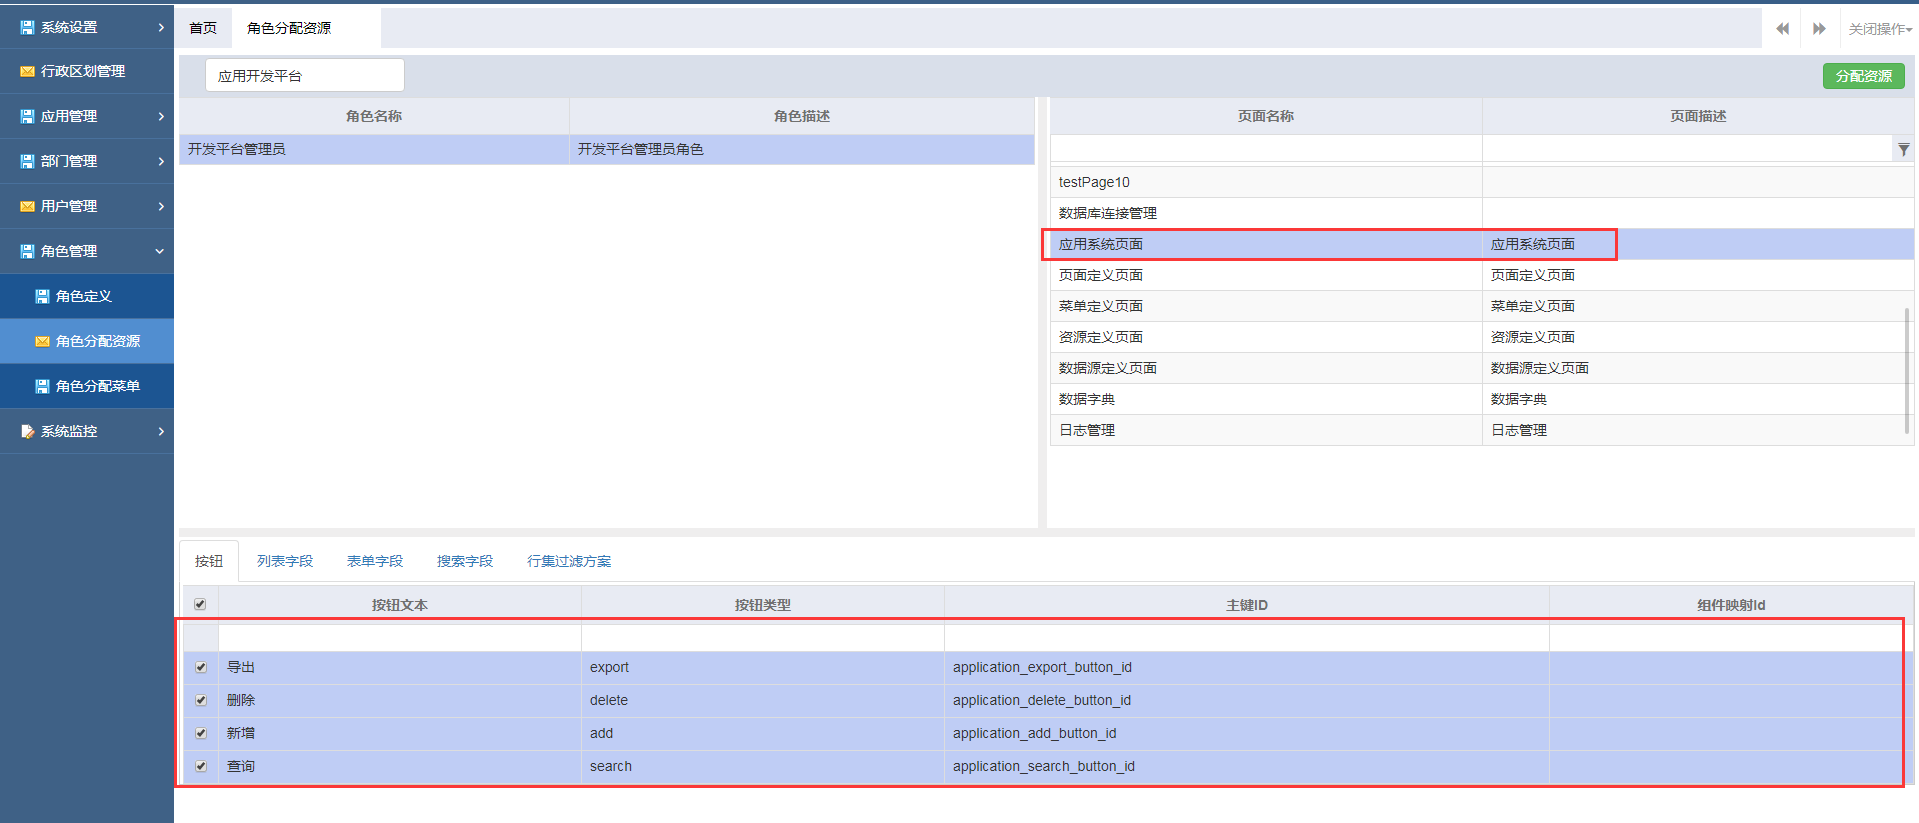 系统设置
行政区划管理
应用管理
部门管理
用户管理
角色管理
角色定义
角色分配资源
角色分配菜单
系统监控
首页 角色分配资源 关闭操作
应用开发平台 分配资源
角色名称 角色描述
开发平台管理员 开发平台管理员角色
页面名称 页面描述
testPage10
数据库连接管理
应用系统页面 应用系统页面
页面定义页面 页面定义页面
菜单定义页面 菜单定义页面
资源定义页面 资源定义页面
数据源定义页面 数据源定义页面
数据字典 数据字典
日志管理 日志管理
按钮 列表字段 表单字段 搜索字段 行集过滤方案
按钮文本 按钮类型 主键ID 组件映射Id
导出 export application_export_button_id
删除 delete application_delete_button_id
新增 add application_add_button_id
查询 search application_search_button_id